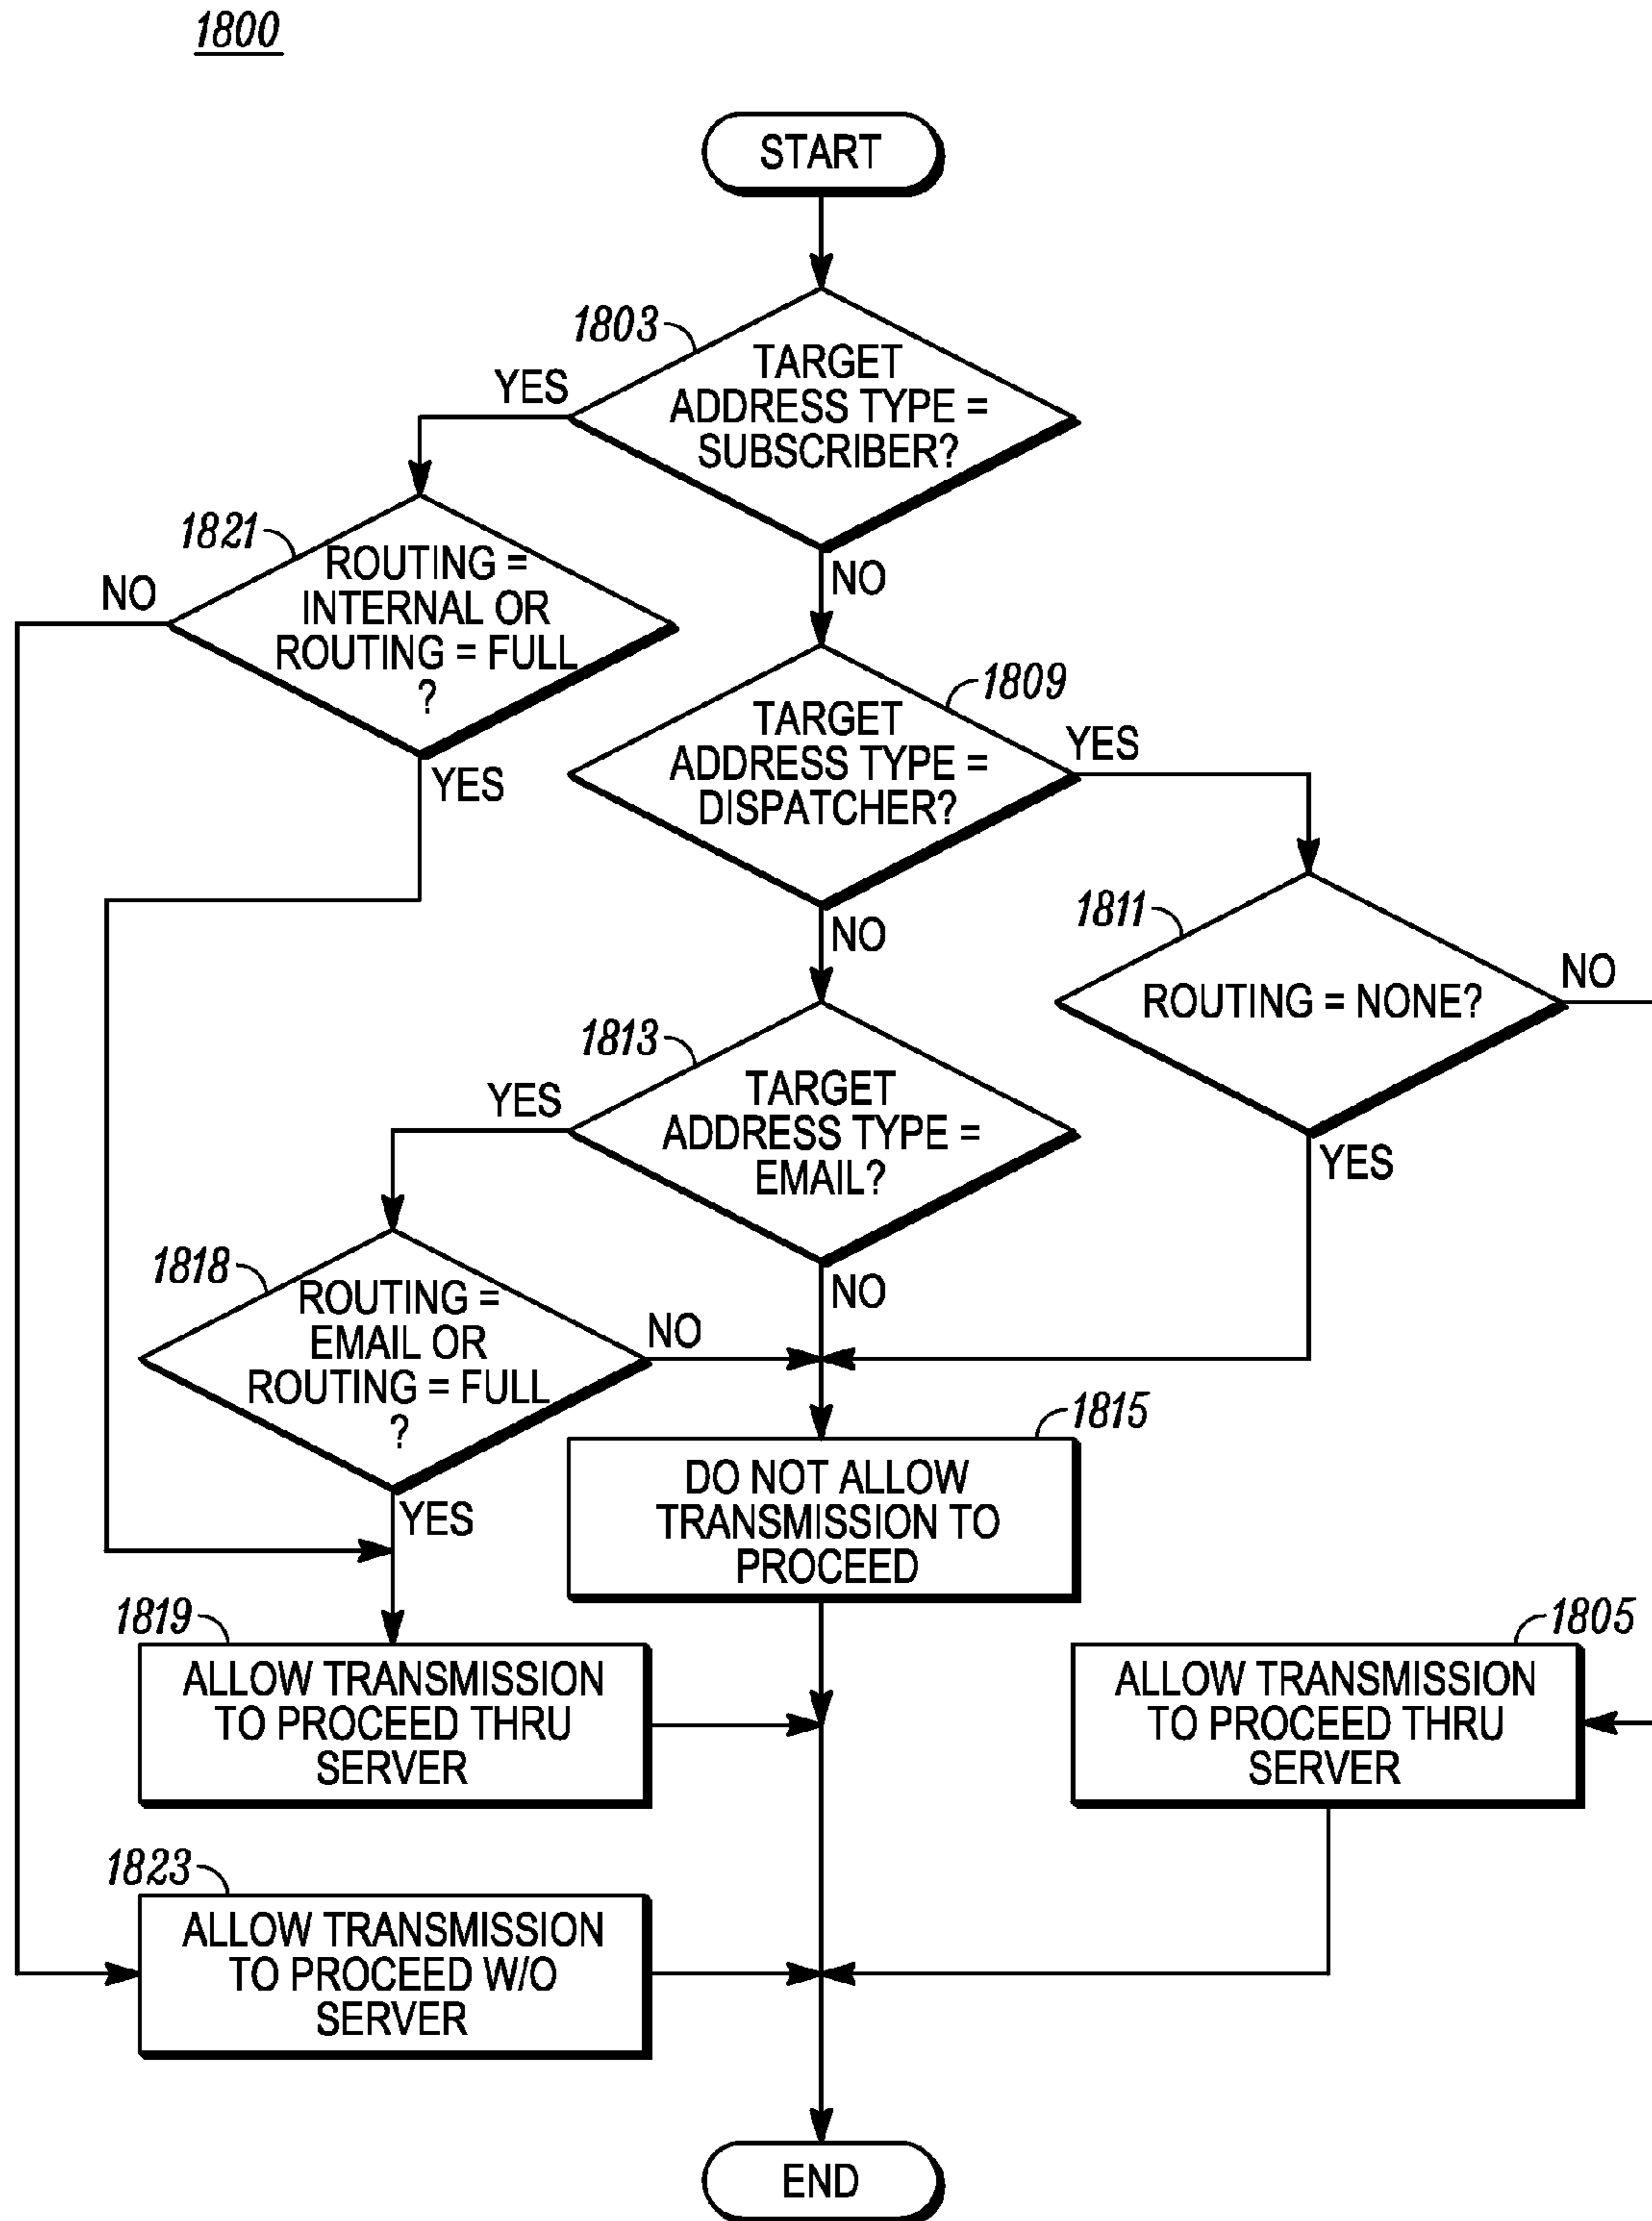 1800
START
1803
TARGET
ADDRESS TYPE =
SUBSCRIBER?
YES
NO
1821
ROUTING =
INTERNAL OR
ROUTING = FULL
?
NO
YES
1809
TARGET
ADDRESS TYPE =
DISPATCHER?
YES
NO
1811
ROUTING = NONE?
NO
YES
1813
TARGET
ADDRESS TYPE =
EMAIL?
YES
NO
1818
ROUTING =
EMAIL OR
ROUTING = FULL
?
NO
YES
1815
DO NOT ALLOW
TRANSMISSION TO
PROCEED
1819
ALLOW TRANSMISSION
TO PROCEED THRU
SERVER
1805
ALLOW TRANSMISSION
TO PROCEED THRU
SERVER
1823
ALLOW TRANSMISSION
TO PROCEED W/O
SERVER
END